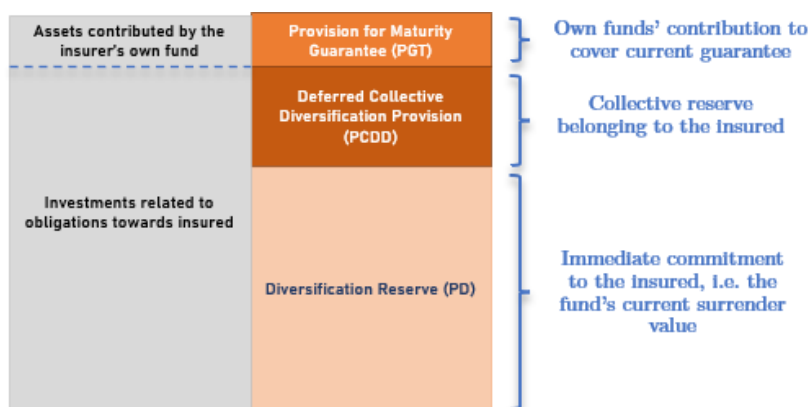 Assets contributed by the
insurer's own fund
Provision for Maturity
Guarantee (PGT)
Own funds' contribution to
cover current guarantee
Deferred Collective
Diversification Provision
(PCDD)
Collective reserve
belonging to the insured
Investments related to
obligations towards insured
Diversification Reserve (PD)
Immediate commitment
to the insured, i.e. the
fund's current surrender
value